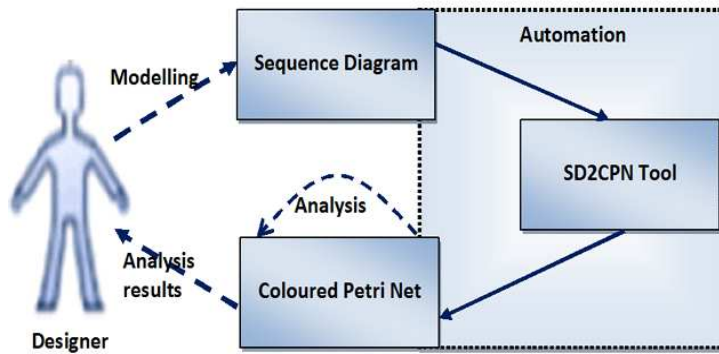 Automation
Sequence Diagram
Modelling
SD2CPN Tool
Analysis
Analysis
results
Coloured Petri Net
Designer